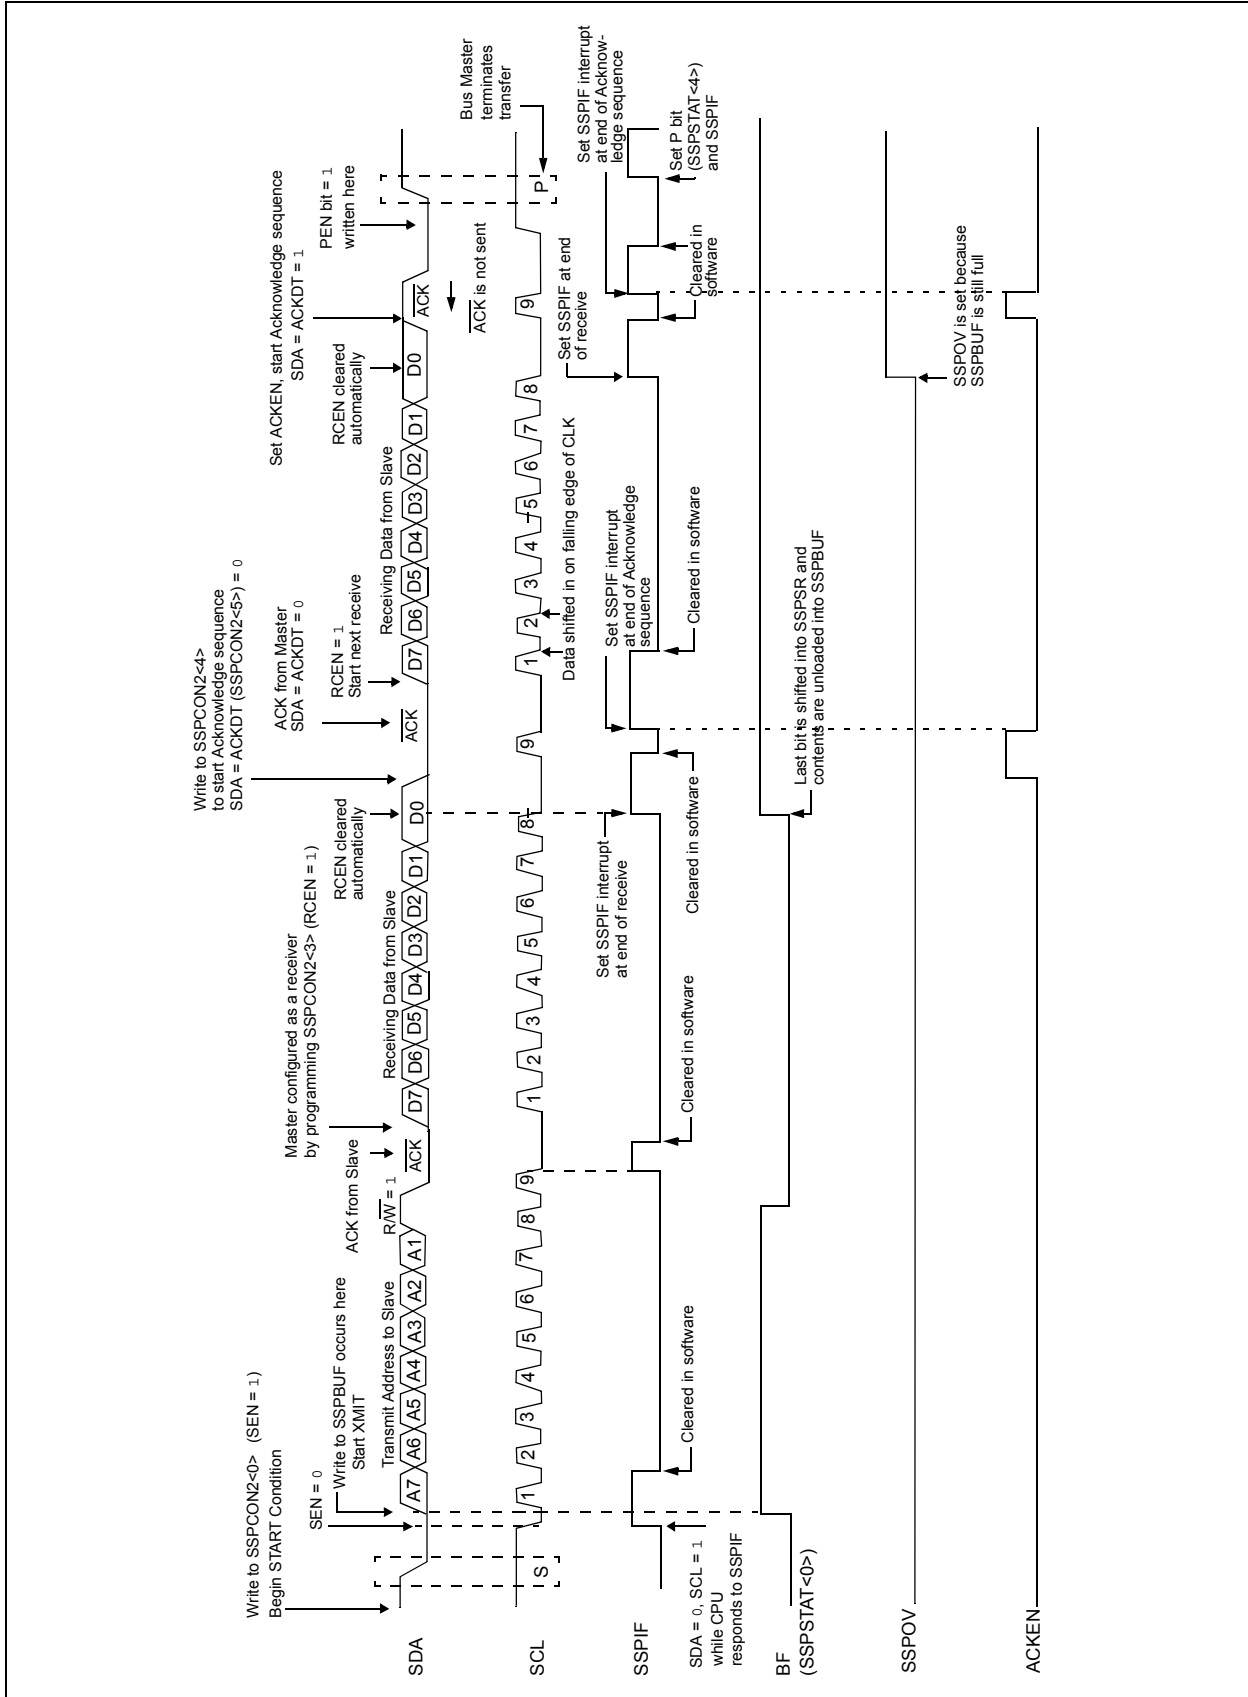 Write to SSPCON2<0> (SEN = 1)
Begin START Condition
SEN = 0
Write to SSPBUF occurs here
Start XMIT
ACK from Slave
Master configured as a receiver
by programming SSPCON2<3> (RCEN = 1)
RCEN cleared
automatically
Write to SSPCON2<4>
to start Acknowledge sequence
SDA = ACKDT (SSPCON2<5>) = 0
ACK from Master
SDA = ACKDT = 0
RCEN = 1
Start next receive
RCEN cleared
automatically
Set ACKEN, start Acknowledge sequence
SDA = ACKDT = 1
PEN bit = 1
written here
Transmit Address to Slave
R/W̅ = 1
Receiving Data from Slave
Receiving Data from Slave
SDA
A7 A6 A5 A4 A3 A2 A1
A̅C̅K̅
D7 D6 D5 D4 D3 D2 D1 D0
A̅C̅K̅
D7 D6 D5 D4 D3 D2 D1 D0
A̅C̅K̅
A̅C̅K̅ is not sent
Bus Master
terminates
transfer
SCL
S
1 2 3 4 5 6 7 8 9
1 2 3 4 5 6 7 8 9
1 2 3 4 5 6 7 8 9
P
Data shifted in on falling edge of CLK
Set SSPIF interrupt
at end of receive
Set SSPIF interrupt
at end of Acknowledge
sequence
Set SSPIF at end
of receive
Set SSPIF interrupt
at end of Acknow-
ledge sequence
SSPIF
SDA = 0, SCL = 1
while CPU
responds to SSPIF
Cleared in software
Cleared in software
Cleared in software
Cleared in software
Cleared in
software
Set P bit
(SSPSTAT<4>)
and SSPIF
BF
(SSPSTAT<0>)
Last bit is shifted into SSPSR and
contents are unloaded into SSPBUF
SSPOV
SSPOV is set because
SSPBUF is still full
ACKEN